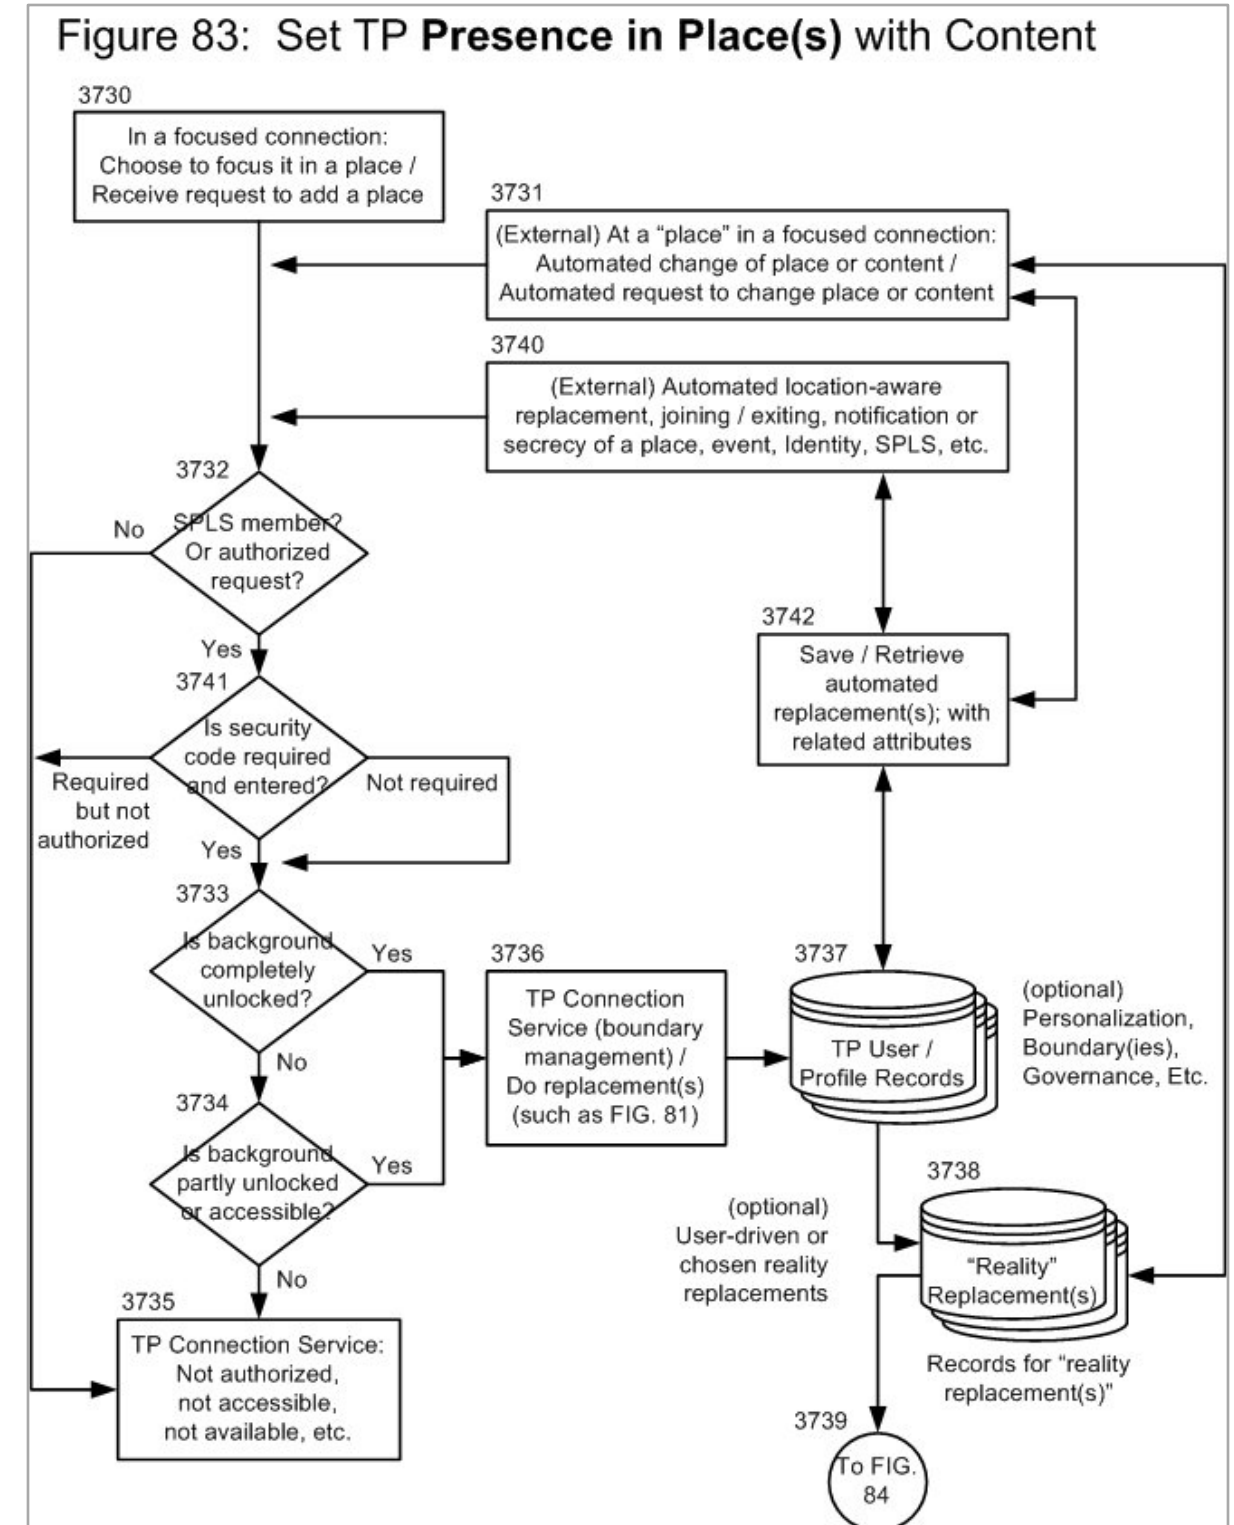 Figure 83: Set TP Presence in Place(s) with Content
3730
In a focused connection:
Choose to focus it in a place /
Receive request to add a place
3731
(External) At a “place” in a focused connection:
Automated change of place or content /
Automated request to change place or content
3740
(External) Automated location-aware
replacement, joining / exiting, notification or
secrecy of a place, event, Identity, SPLS, etc.
3732
SPLS member?
Or authorized
request?
No
Yes
3741
Is security
code required
and entered?
Required
but not
authorized
Not required
Yes
3742
Save / Retrieve
automated
replacement(s); with
related attributes
3733
Is background
completely
unlocked?
Yes
No
3734
Is background
partly unlocked
or accessible?
Yes
No
3735
TP Connection Service:
Not authorized,
not accessible,
not available, etc.
3736
TP Connection
Service (boundary
management) /
Do replacement(s)
(such as FIG. 81)
3737
TP User /
Profile Records
(optional)
Personalization,
Boundary(ies),
Governance, Etc.
3738
“Reality”
Replacement(s)
(optional)
User-driven or
chosen reality
replacements
Records for “reality
replacement(s)”
3739
To FIG.
84